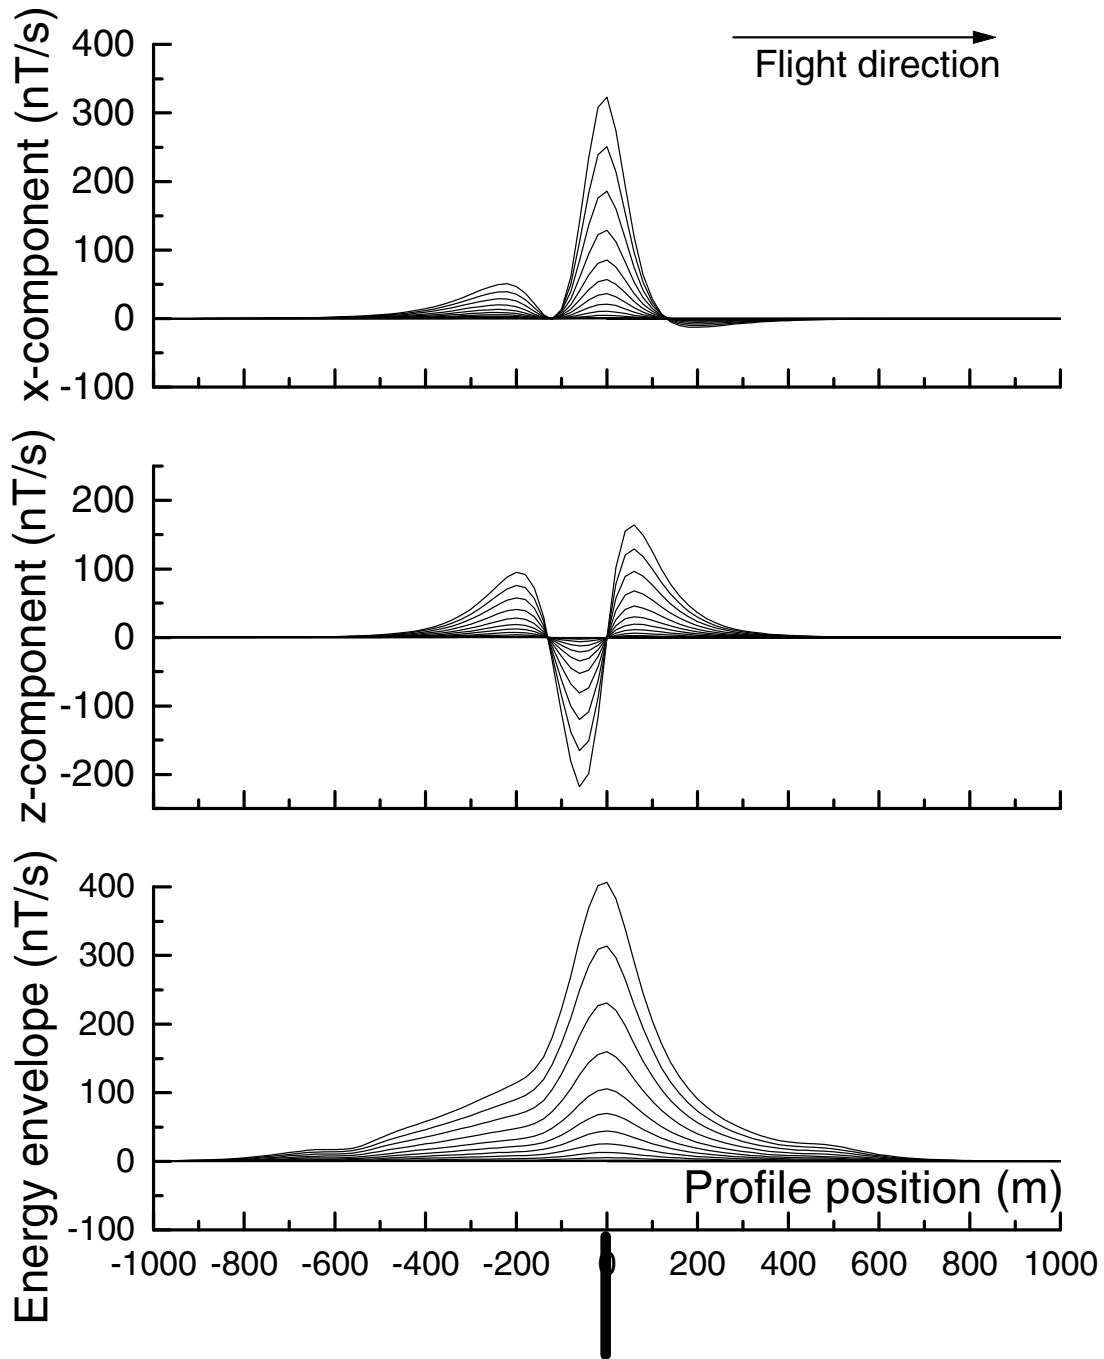 Flight direction
x-component (nT/s)
400
300
200
100
0
-100
z-component (nT/s)
200
100
0
-100
-200
Energy envelope (nT/s)
400
300
200
100
0
-100
Profile position (m)
-1000 -800 -600 -400 -200 0 200 400 600 800 1000